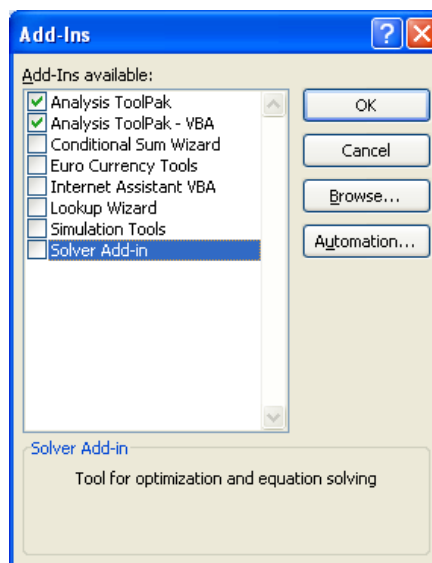 Add-Ins
?
Add-Ins available:
Analysis ToolPak
Analysis ToolPak - VBA
Conditional Sum Wizard
Euro Currency Tools
Internet Assistant VBA
Lookup Wizard
Simulation Tools
Solver Add-in
OK
Cancel
Browse...
Automation...
Solver Add-in
Tool for optimization and equation solving